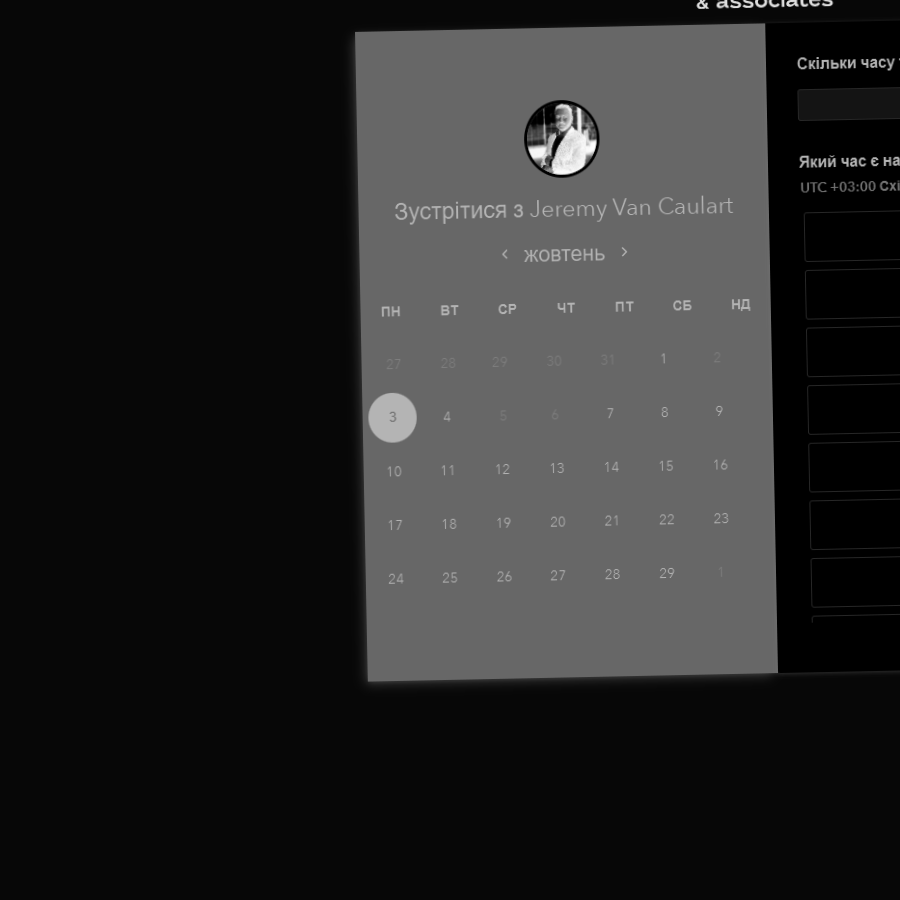 & associates
Зустрітися з Jeremy Van Caulart
жовтень
ПН ВТ СР ЧТ ПТ СБ НД
27 28 29 30 31 1 2
3 4 5 6 7 8 9
10 11 12 13 14 15 16
17 18 19 20 21 22 23
24 25 26 27 28 29 1
Скільки часу
Який час є на
UTC +03:00 Схі